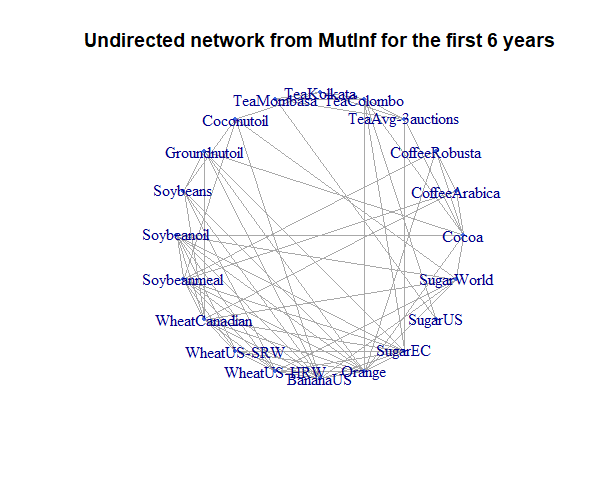 Undirected network from MutInf for the first 6 years
TeaKolkata
TeaMombasa TeaColombo
Coconutoil TeaAvg-3auctions
Groundnutoil CoffeeRobusta
Soybeans CoffeeArabica
Soybeanoil Cocoa
Soybeanmeal SugarWorld
WheatCanadian SugarUS
WheatUS-SRW SugarEC
WheatUS-HRW Orange
BananaUS